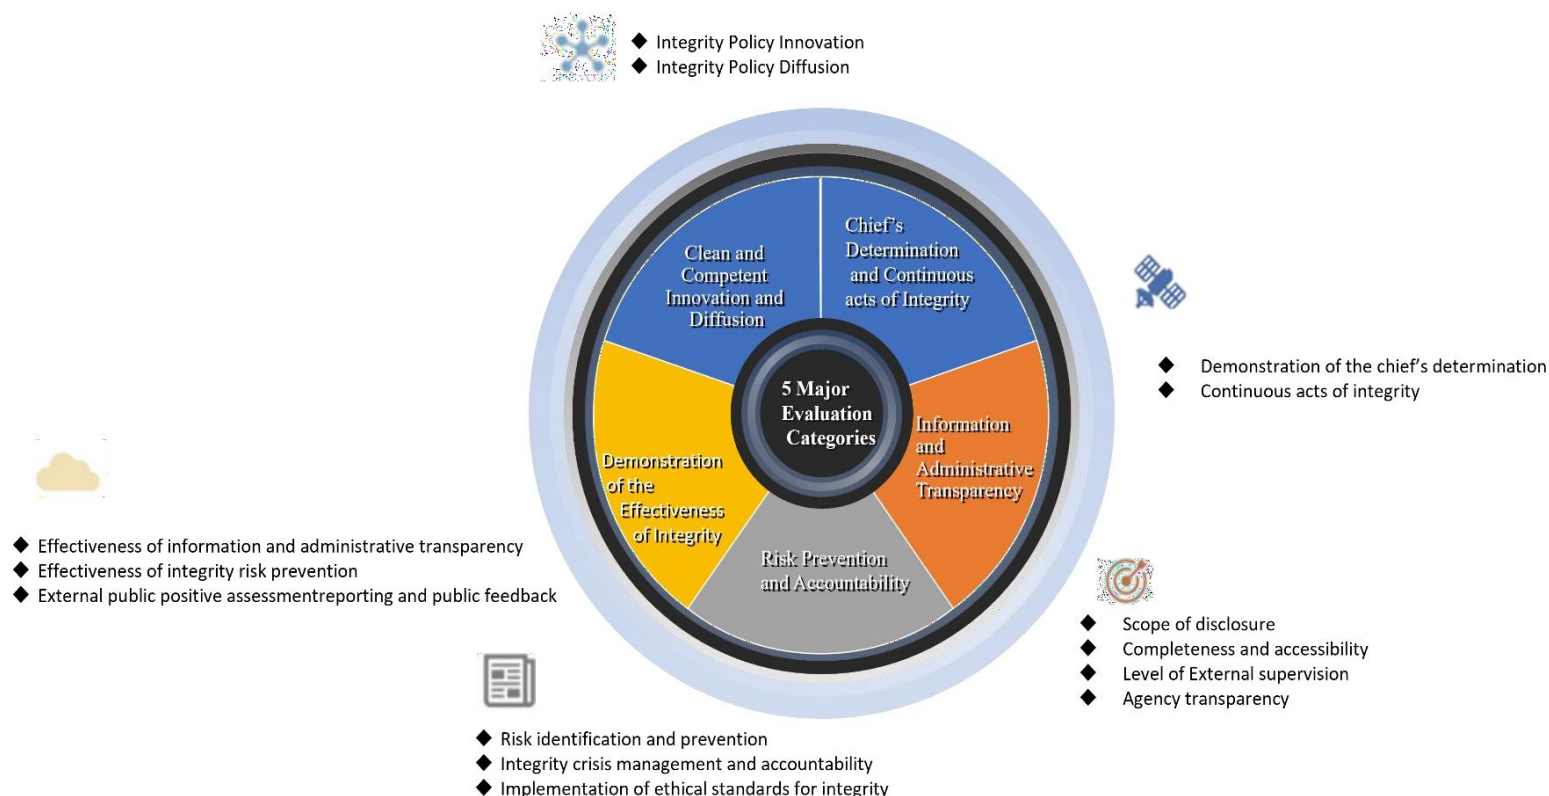 ◆ Integrity Policy Innovation
◆ Integrity Policy Diffusion
Clean and
Competent
Innovation and
Diffusion
Chief's
Determination
and Continuous
acts of Integrity
◆ Demonstration of the chief's determination
◆ Continuous acts of integrity
5 Major
Evaluation
Categories
Information
and
Administrative
Transparency
Demonstration
of the
Effectiveness
of Integrity
Risk Prevention
and Accountability
◆ Effectiveness of information and administrative transparency
◆ Effectiveness of integrity risk prevention
◆ External public positive assessmentreporting and public feedback
◆ Scope of disclosure
◆ Completeness and accessibility
◆ Level of External supervision
◆ Agency transparency
◆ Risk identification and prevention
◆ Integrity crisis management and accountability
◆ Implementation of ethical standards for integrity